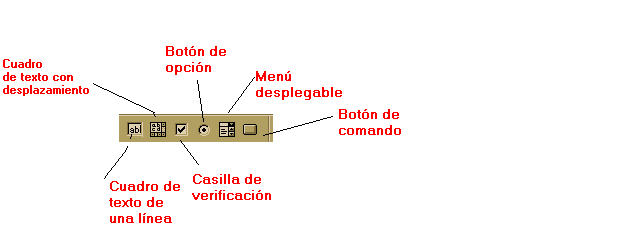 Cuadro
de texto con
desplazamiento
Botón de
opción
Menú
desplegable
Botón de
comando
abl
Cuadro de
texto de
una línea
Casilla de
verificación